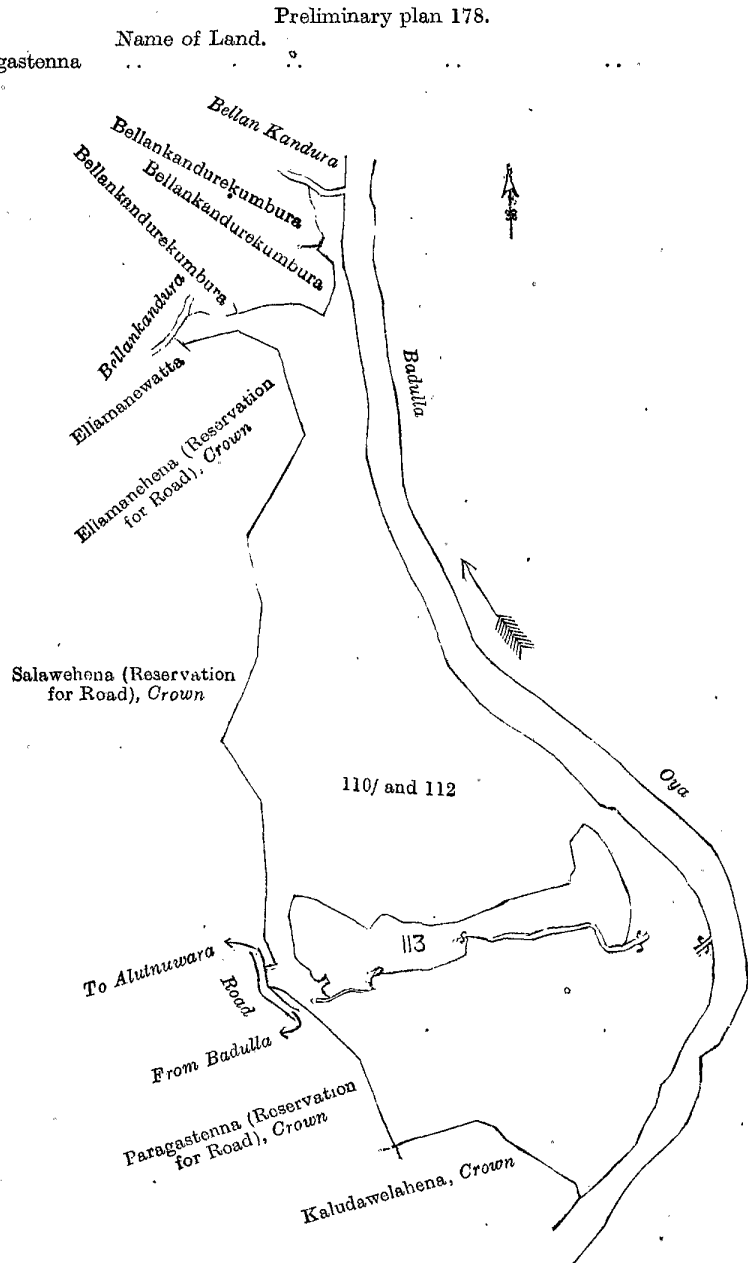 Preliminary plan 178.
Name of Land.
gastenna .. . .. .. ...
Bellan Kandura
Bellankandurekumbura
Bellankandurekumbura
Bellankandurekumbura
Bellankandura
Ellamanewatta
Ellamanehena (Reservation
for Road), Crown
Badulla
Salawehena (Reservation
for Road), Crown
110/ and 112
Oya
113
To Alutnuwara
Road
From Badulla
Paragastenna (Reservation
for Road), Crown
Kaludawelahena, Crown